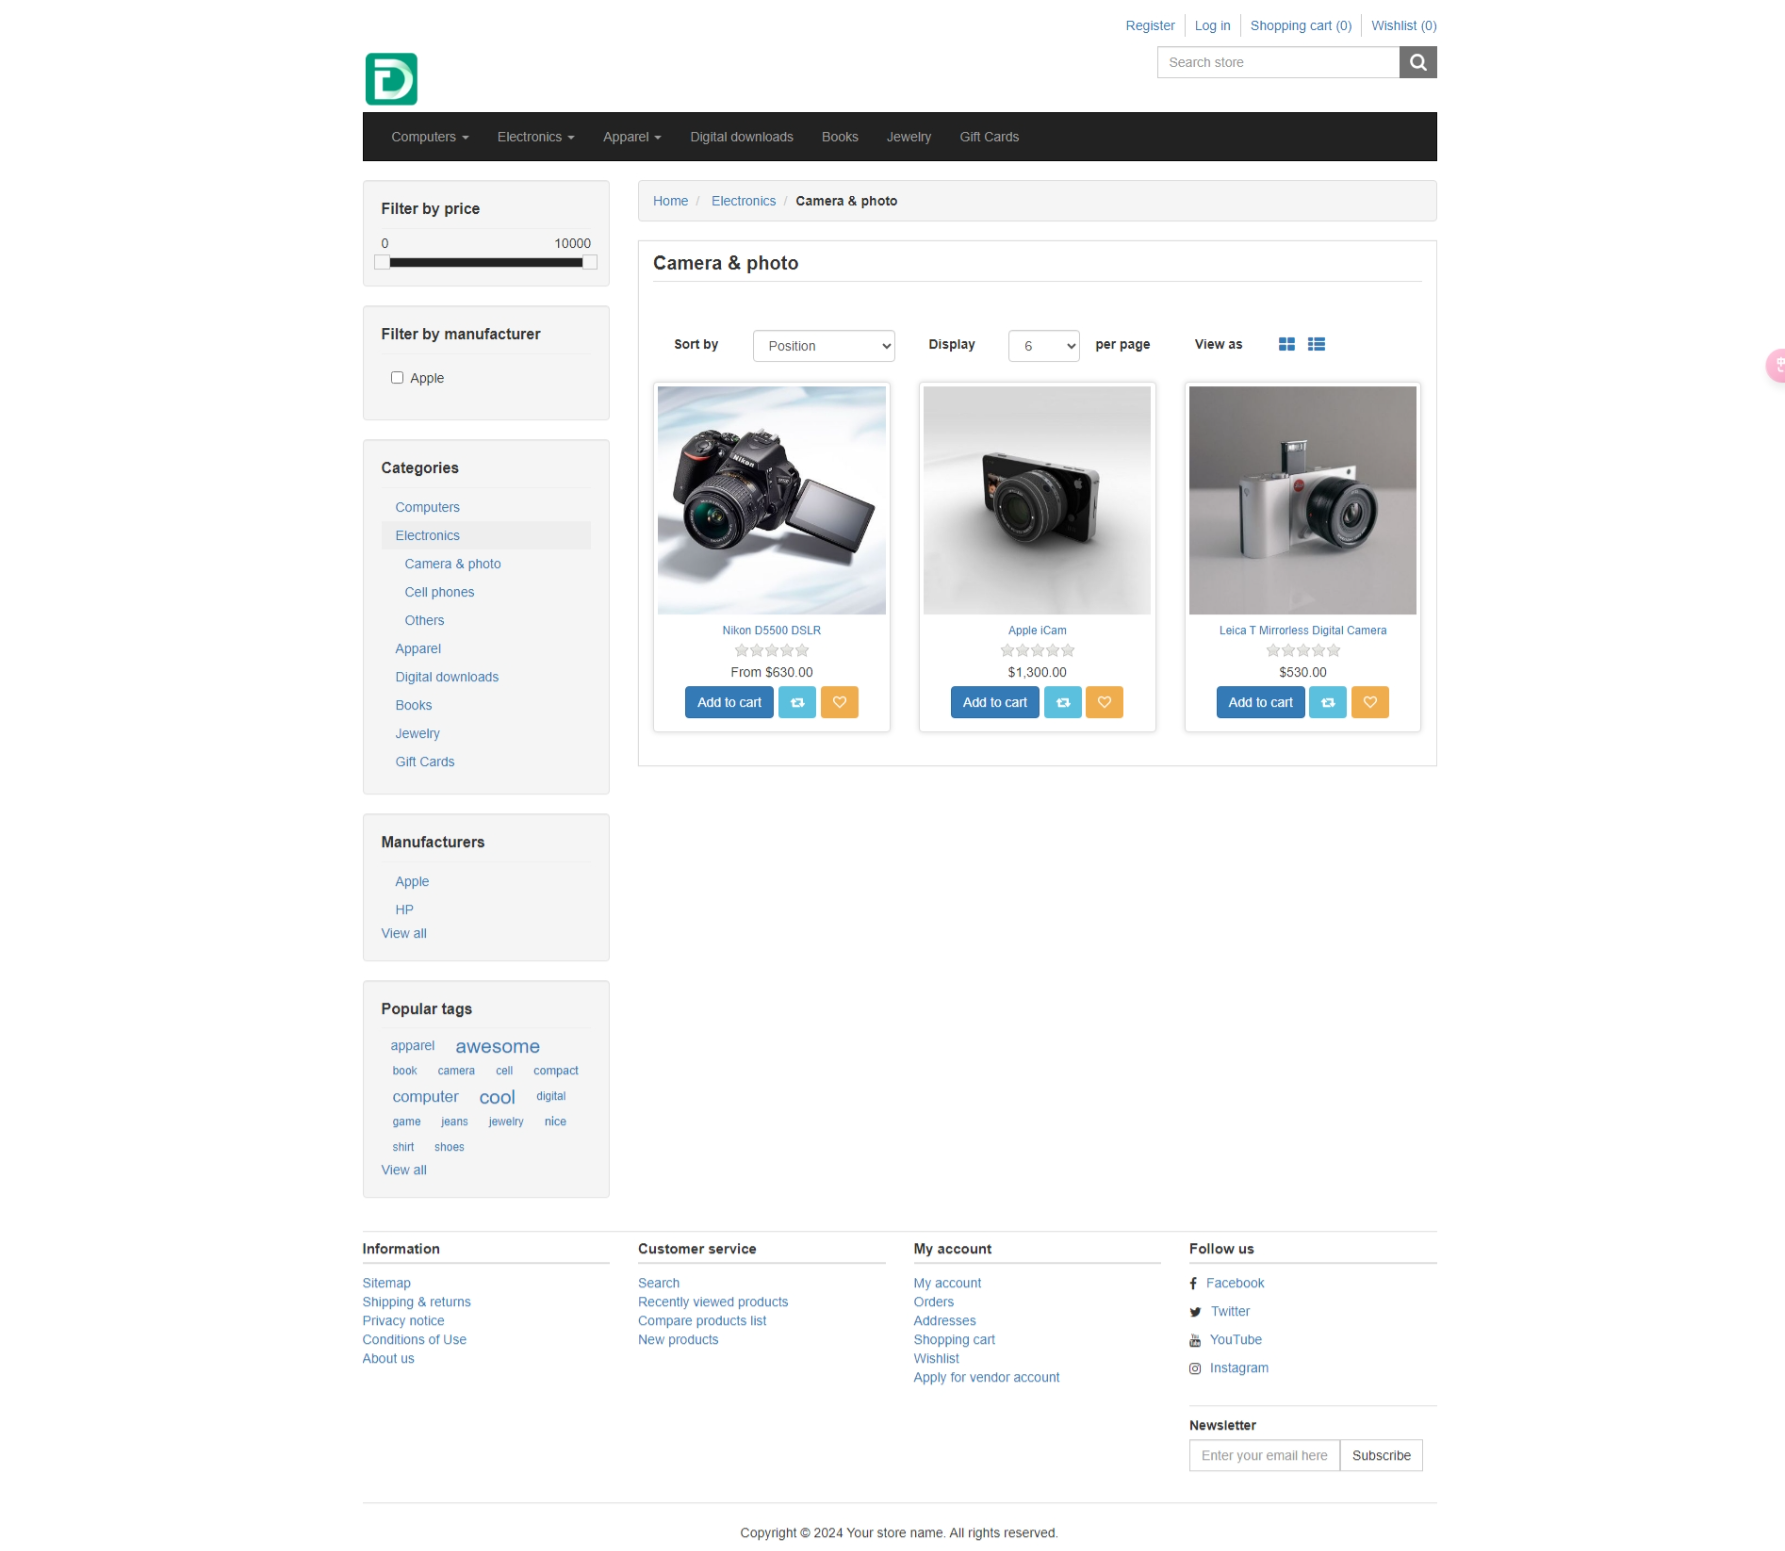 Register
Log in
Shopping cart (0)
Wishlist (0)
Search store
Computers
Electronics
Apparel
Digital downloads
Books
Jewelry
Gift Cards
Filter by price
0 10000
Filter by manufacturer
Apple
Categories
Computers
Electronics
Camera & photo
Cell phones
Others
Apparel
Digital downloads
Books
Jewelry
Gift Cards
Manufacturers
Apple
HP
View all
Popular tags
apparel awesome
book camera cell compact
computer cool digital
game jeans jewelry nice
shirt shoes
View all
Home / Electronics / Camera & photo
Camera & photo
Sort by Position Display 6 per page View as
Nikon
Nikon D5500 DSLR
From $630.00
Add to cart
Apple iCam
$1,300.00
Add to cart
Leica T Mirrorless Digital Camera
$530.00
Add to cart
Information
Sitemap
Shipping & returns
Privacy notice
Conditions of Use
About us
Customer service
Search
Recently viewed products
Compare products list
New products
My account
My account
Orders
Addresses
Shopping cart
Wishlist
Apply for vendor account
Follow us
Facebook
Twitter
YouTube
Instagram
Newsletter
Enter your email here Subscribe
Copyright © 2024 Your store name. All rights reserved.